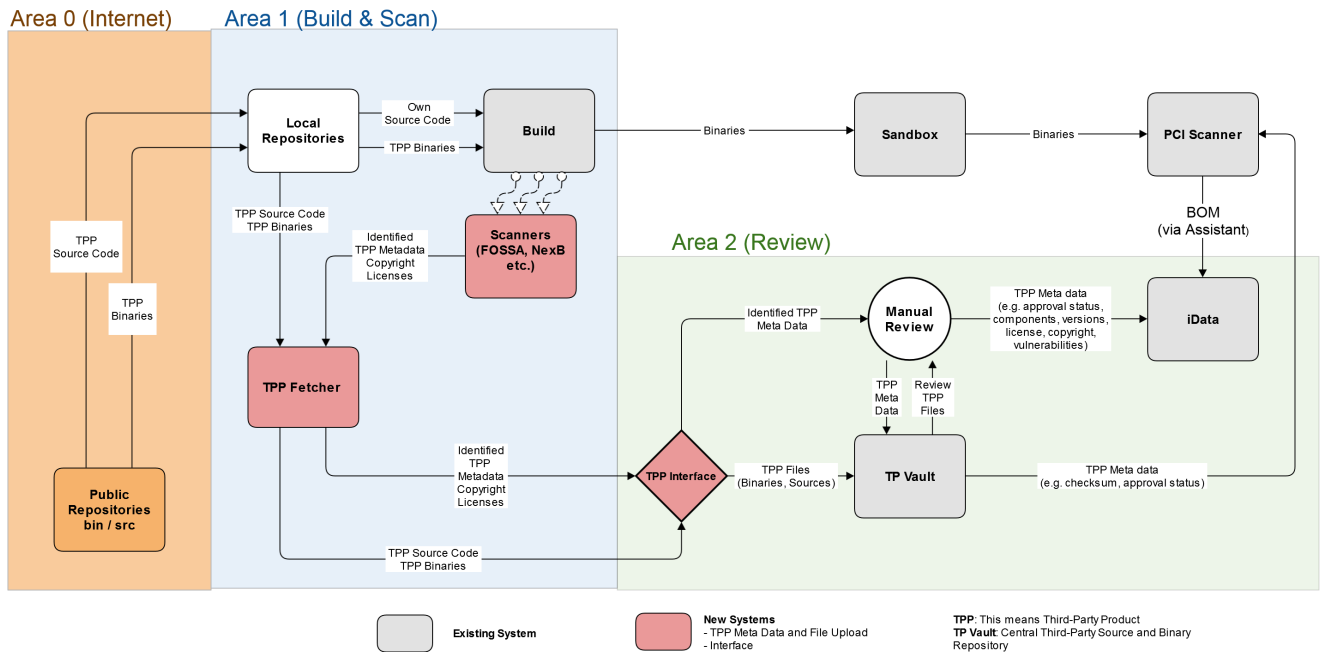 Area 0 (Internet)
Area 1 (Build & Scan)
Local
Repositories
Own
Source Code
TPP Binaries
Build
Binaries
Sandbox
Binaries
PCI Scanner
TPP Source Code
TPP Binaries
Identified
TPP Metadata
Copyright
Licenses
Scanners
(FOSSA, NexB
etc.)
BOM
(via Assistant)
TPP
Source Code
TPP
Binaries
Area 2 (Review)
Identified TPP
Meta Data
Manual
Review
TPP Meta data
(e.g. approval status,
components, versions,
license, copyright,
vulnerabilities)
iData
TPP Fetcher
TPP
Meta
Data
Review
TPP
Files
Identified
TPP
Metadata
Copyright
Licenses
TPP Interface
TPP Files
(Binaries, Sources)
TP Vault
TPP Meta data
(e.g. checksum, approval status)
Public
Repositories
bin / src
TPP Source Code
TPP Binaries
Existing System
New Systems
- TPP Meta Data and File Upload
- Interface
TPP: This means Third-Party Product
TP Vault: Central Third-Party Source and Binary
Repository